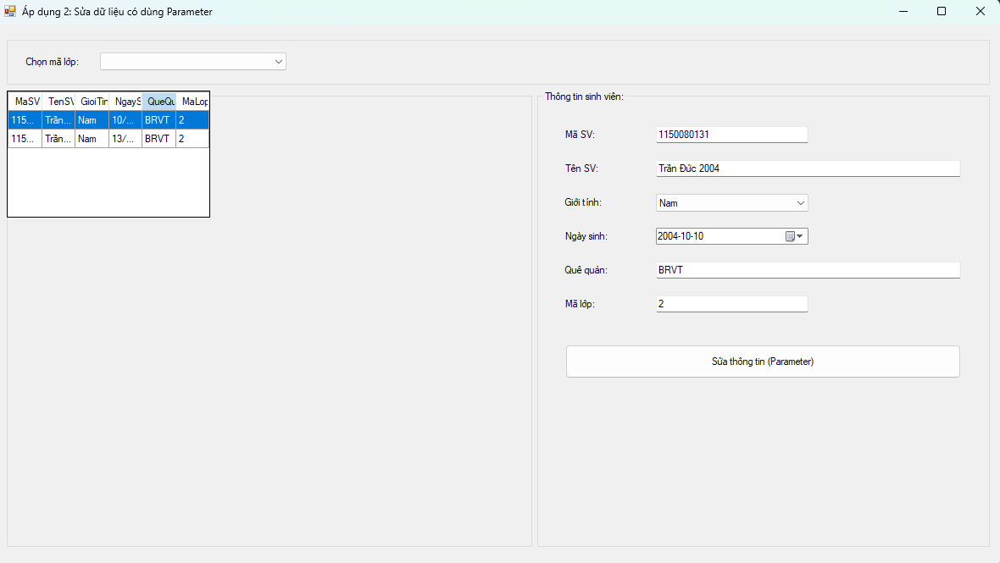 Áp dụng 2: Sửa dữ liệu có dùng Parameter
Chọn mã lớp:
MaSV TenSV GioiTin NgayS QueQu MaLop
115... Trần... Nam 10/... BRVT 2
115... Trần... Nam 13/... BRVT 2
Thông tin sinh viên:
Mã SV: 1150080131
Tên SV: Trần Đức 2004
Giới tính: Nam
Ngày sinh: 2004-10-10
Quê quán: BRVT
Mã lớp: 2
Sửa thông tin (Parameter)